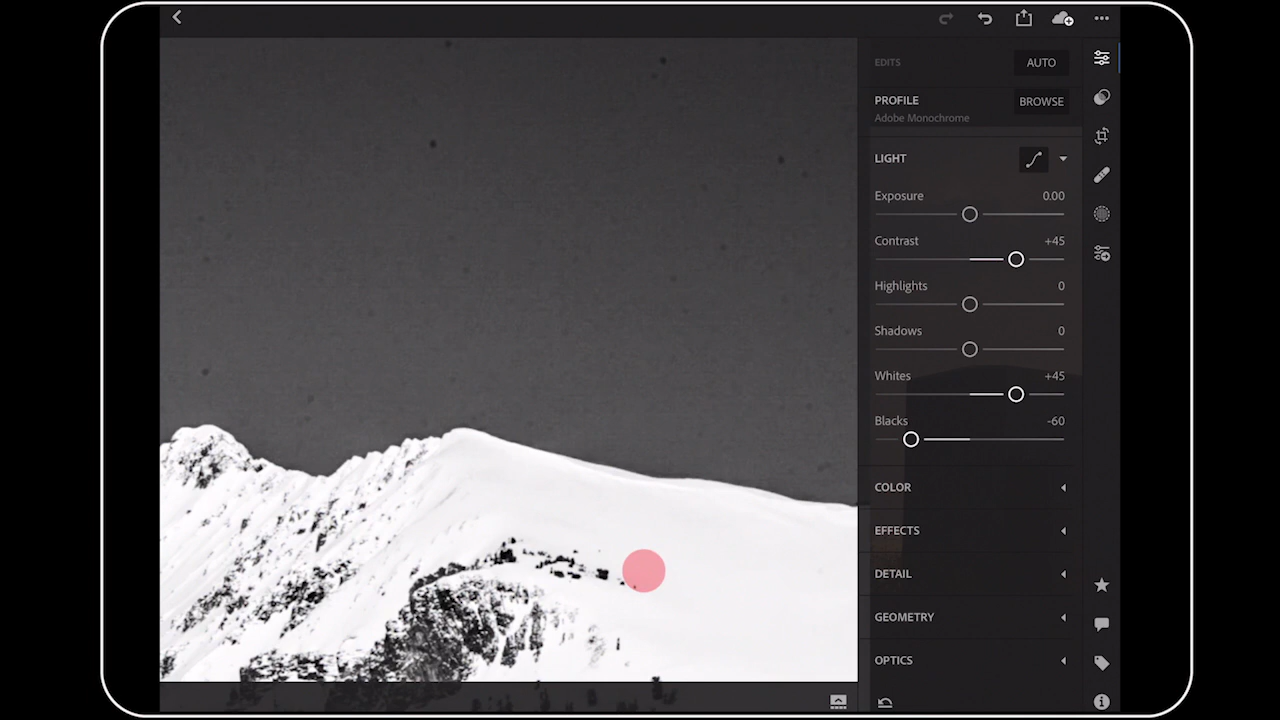 EDITS
AUTO
PROFILE
BROWSE
Adobe Monochrome
LIGHT
Exposure 0.00
Contrast +45
Highlights 0
Shadows 0
Whites +45
Blacks -60
COLOR
EFFECTS
DETAIL
GEOMETRY
OPTICS